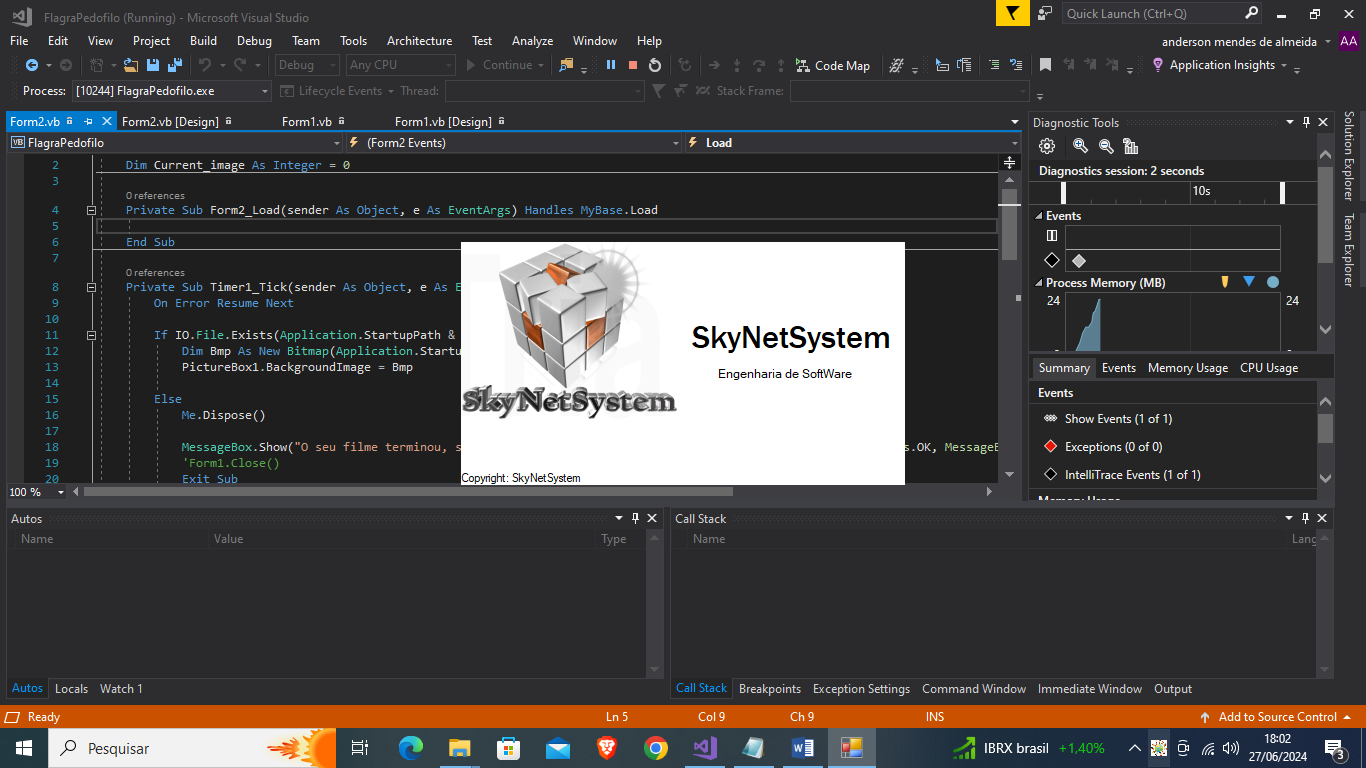 FlagraPedofilo (Running) - Microsoft Visual Studio
Quick Launch (Ctrl+Q)
File Edit View Project Build Debug Team Tools Architecture Test Analyze Window Help
anderson mendes de almeida AA
Debug Any CPU Continue Code Map Application Insights
Process: [10244] FlagraPedofilo.exe Lifecycle Events Thread: Stack Frame:
Form2.vb Form2.vb [Design] Form1.vb Form1.vb [Design]
VB FlagraPedofilo (Form2 Events) Load
2 Dim Current_image As Integer = 0
3
0 references
4 Private Sub Form2_Load(sender As Object, e As EventArgs) Handles MyBase.Load
5
6 End Sub
7
0 references
8 Private Sub Timer1_Tick(sender As Object, e As E
9 On Error Resume Next
10
11 If IO.File.Exists(Application.StartupPath &
12 Dim Bmp As New Bitmap(Application.Startu
13 PictureBox1.BackgroundImage = Bmp
14
15 Else
16 Me.Dispose()
17
18 MessageBox.Show("O seu filme terminou, s s.OK, MessageB
19 'Form1.Close()
20 Exit Sub
100 %
SkyNetSystem
SkyNetSystem
Engenharia de SoftWare
Copyright: SkyNetSystem
Diagnostic Tools
Diagnostics session: 2 seconds
10s
Events
Process Memory (MB)
24 24
Summary Events Memory Usage CPU Usage
Events
Show Events (1 of 1)
Exceptions (0 of 0)
IntelliTrace Events (1 of 1)
Memory Usage
Solution Explorer
Team Explorer
Autos
Name Value Type
Autos Locals Watch 1
Call Stack
Name Lang
Call Stack Breakpoints Exception Settings Command Window Immediate Window Output
Ready Ln 5 Col 9 Ch 9 INS Add to Source Control
Pesquisar
IBRX brasil +1,40%
18:02
27/06/2024
3